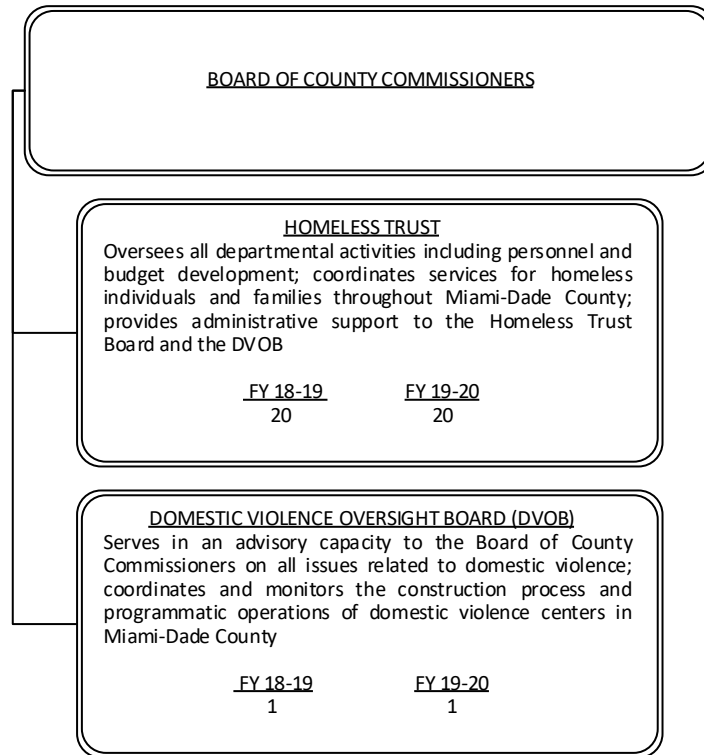 BOARD OF COUNTY COMMISSIONERS
HOMELESS TRUST
Oversees all departmental activities including personnel and
budget development; coordinates services for homeless
individuals and families throughout Miami-Dade County;
provides administrative support to the Homeless Trust
Board and the DVOB
FY 18-19 FY 19-20
20 20
DOMESTIC VIOLENCE OVERSIGHT BOARD (DVOB)
Serves in an advisory capacity to the Board of County
Commissioners on all issues related to domestic violence;
coordinates and monitors the construction process and
programmatic operations of domestic violence centers in
Miami-Dade County
FY 18-19 FY 19-20
1 1